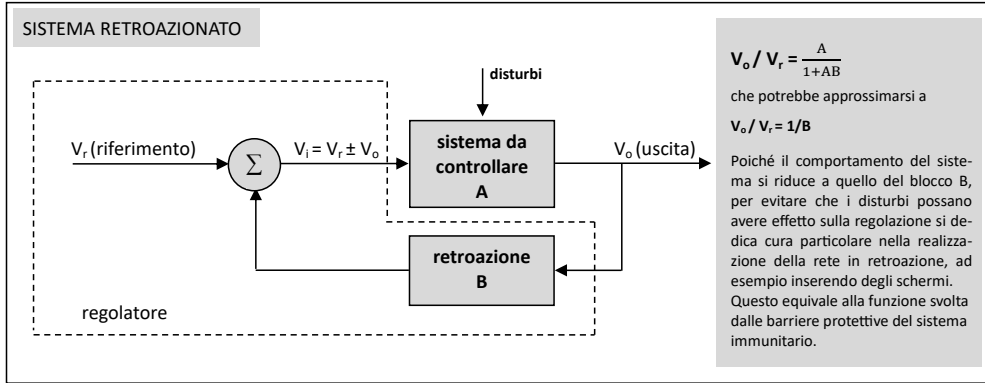 SISTEMA RETROAZIONATO
disturbi
V_r (riferimento)
Σ
V_i = V_r ± V_o
sistema da
controllare
A
V_o (uscita)
retroazione
B
regolatore
V_o / V_r = A / 1+AB
che potrebbe approssimarsi a
V_o / V_r = 1/B
Poiché il comportamento del siste-
ma si riduce a quello del blocco B,
per evitare che i disturbi possano
avere effetto sulla regolazione si de-
dica cura particolare nella realizza-
zione della rete in retroazione, ad
esempio inserendo degli schermi.
Questo equivale alla funzione svolta
dalle barriere protettive del sistema
immunitario.